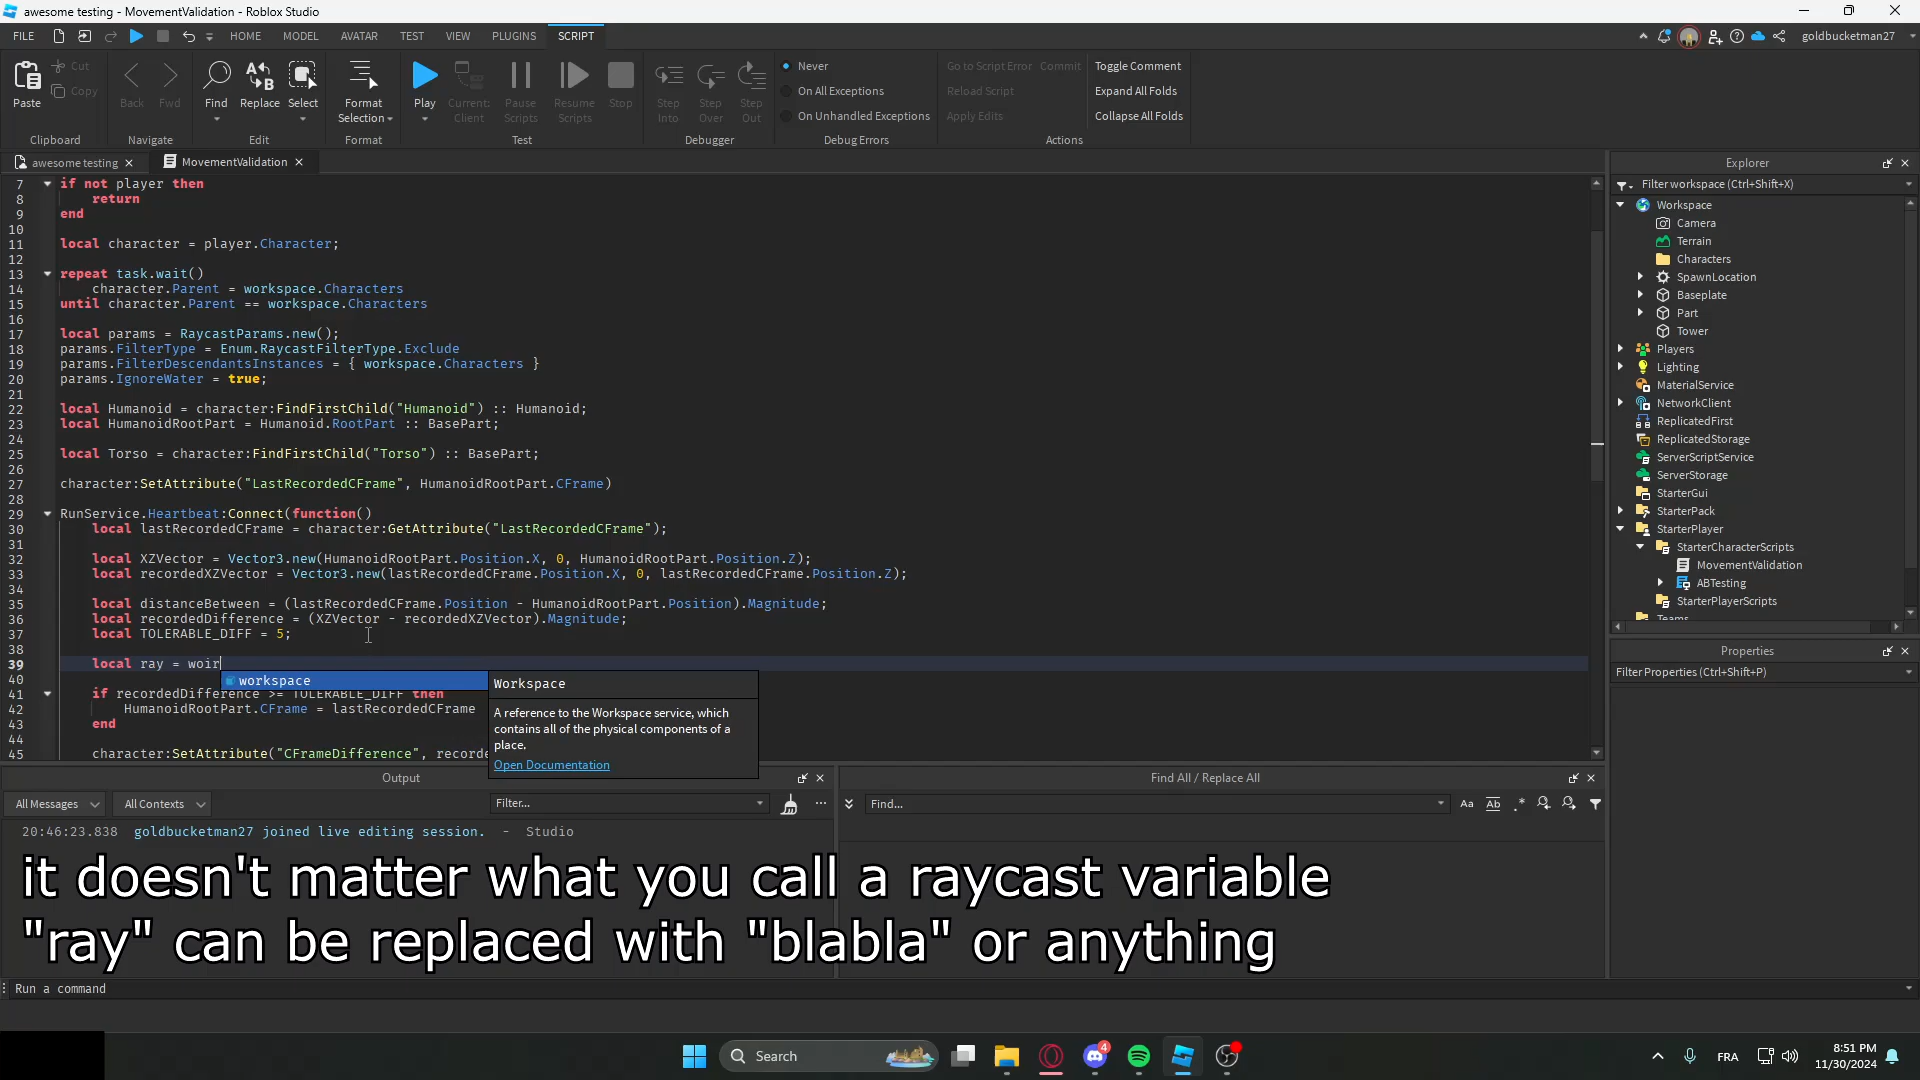 awesome testing - MovementValidation - Roblox Studio
FILE HOME MODEL AVATAR TEST VIEW PLUGINS SCRIPT goldbucketman27
Paste Cut Copy
Clipboard
Back Fwd
Navigate
Find Replace Select
Edit
Format Selection
Format
Play Current: Client Pause Scripts Resume Scripts Stop
Test
Step Into Step Over Step Out
Debugger
Never
On All Exceptions
On Unhandled Exceptions
Debug Errors
Go to Script Error Commit Toggle Comment
Reload Script Expand All Folds
Apply Edits Collapse All Folds
Actions
awesome testing MovementValidation
7 if not player then
8 return
9 end
10
11 local character = player.Character;
12
13 repeat task.wait()
14 character.Parent = workspace.Characters
15 until character.Parent == workspace.Characters
16
17 local params = RaycastParams.new();
18 params.FilterType = Enum.RaycastFilterType.Exclude
19 params.FilterDescendantsInstances = { workspace.Characters }
20 params.IgnoreWater = true;
21
22 local Humanoid = character:FindFirstChild("Humanoid") :: Humanoid;
23 local HumanoidRootPart = Humanoid.RootPart :: BasePart;
24
25 local Torso = character:FindFirstChild("Torso") :: BasePart;
26
27 character:SetAttribute("LastRecordedCFrame", HumanoidRootPart.CFrame)
28
29 RunService.Heartbeat:Connect(function()
30 local lastRecordedCFrame = character:GetAttribute("LastRecordedCFrame");
31
32 local XZVector = Vector3.new(HumanoidRootPart.Position.X, 0, HumanoidRootPart.Position.Z);
33 local recordedXZVector = Vector3.new(lastRecordedCFrame.Position.X, 0, lastRecordedCFrame.Position.Z);
34
35 local distanceBetween = (lastRecordedCFrame.Position - HumanoidRootPart.Position).Magnitude;
36 local recordedDifference = (XZVector - recordedXZVector).Magnitude;
37 local TOLERABLE_DIFF = 5;
38
39 local ray = woir
40
41 if recordedDifference >= TOLERABLE_DIFF then
42 HumanoidRootPart.CFrame = lastRecordedCFrame
43 end
44
45 character:SetAttribute("CFrameDifference", recorde
workspace
Workspace
A reference to the Workspace service, which
contains all of the physical components of a
place.
Open Documentation
Explorer
Filter workspace (Ctrl+Shift+X)
Workspace
Camera
Terrain
Characters
SpawnLocation
Baseplate
Part
Tower
Players
Lighting
MaterialService
NetworkClient
ReplicatedFirst
ReplicatedStorage
ServerScriptService
ServerStorage
StarterGui
StarterPack
StarterPlayer
StarterCharacterScripts
MovementValidation
ABTesting
StarterPlayerScripts
Teams
Properties
Filter Properties (Ctrl+Shift+P)
Output
All Messages All Contexts Filter...
20:46:23.838 goldbucketman27 joined live editing session. - Studio
Find All / Replace All
Find... Aa Ab .*
it doesn't matter what you call a raycast variable
"ray" can be replaced with "blabla" or anything
Run a command
Search 4 FRA 8:51 PM
11/30/2024